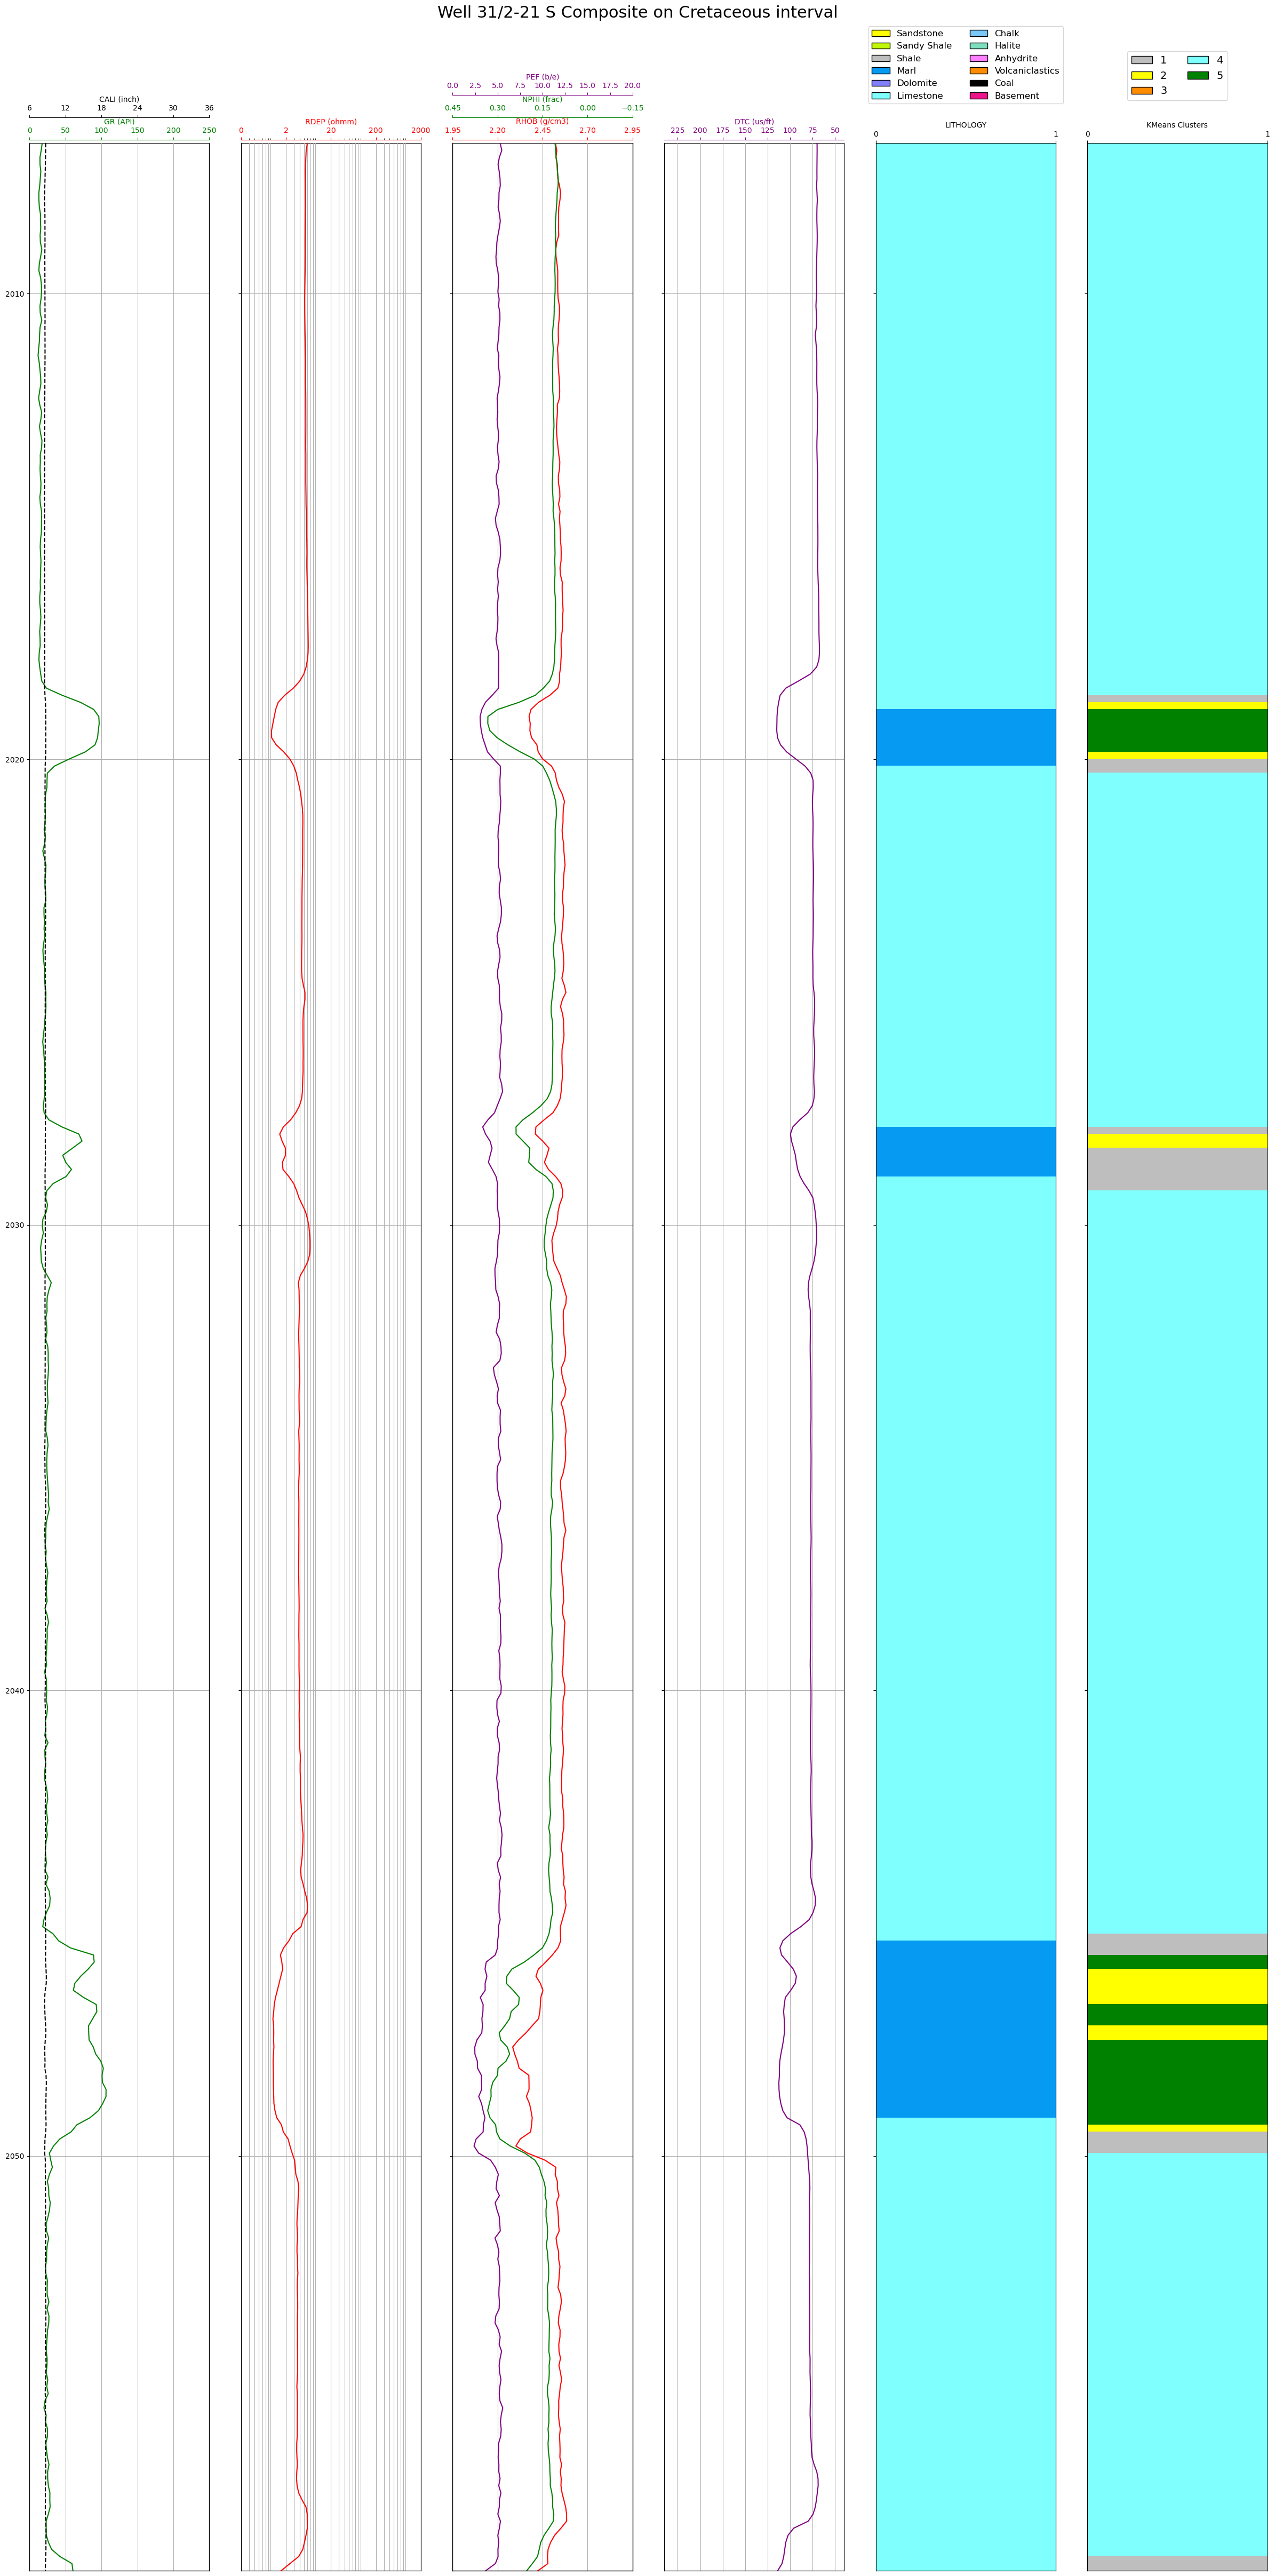 Well 31/2-21 S Composite on Cretaceous interval
Sandstone Chalk
Sandy Shale Halite
Shale Anhydrite
Marl Volcaniclastics
Dolomite Coal
Limestone Basement
1 4
2 5
3
PEF (b/e)
0.0 2.5 5.0 7.5 10.0 12.5 15.0 17.5 20.0
CALI (inch)
6 12 18 24 30 36
NPHI (frac)
0.45 0.30 0.15 0.00 −0.15
GR (API)
0 50 100 150 200 250
RDEP (ohmm)
0 2 20 200 2000
RHOB (g/cm3)
1.95 2.20 2.45 2.70 2.95
DTC (us/ft)
225 200 175 150 125 100 75 50
LITHOLOGY
0 1
KMeans Clusters
0 1
2010
2020
2030
2040
2050